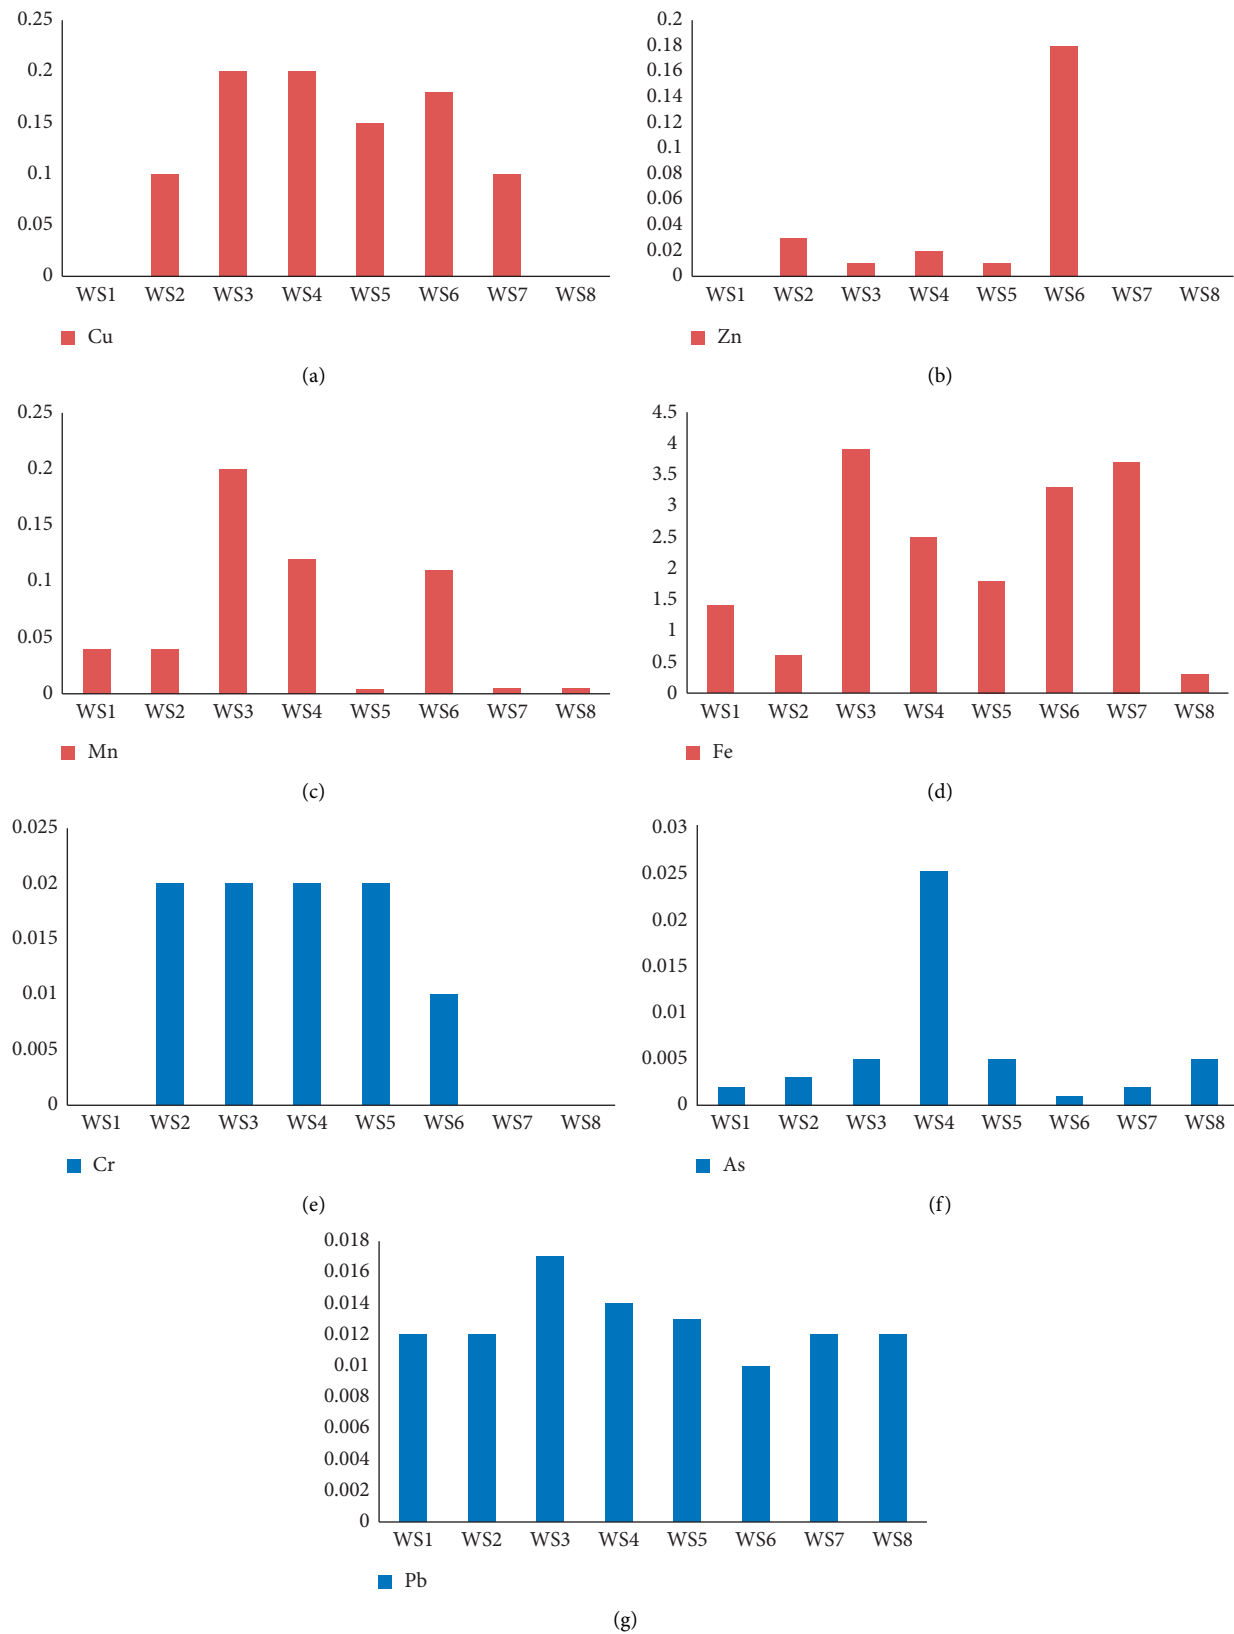 0.25
0.2
0.15
0.1
0.05
0
WS1 WS2 WS3 WS4 WS5 WS6 WS7 WS8
Cu
(a)
0.2
0.18
0.16
0.14
0.12
0.1
0.08
0.06
0.04
0.02
0
WS1 WS2 WS3 WS4 WS5 WS6 WS7 WS8
Zn
(b)
0.25
0.2
0.15
0.1
0.05
0
WS1 WS2 WS3 WS4 WS5 WS6 WS7 WS8
Mn
(c)
4.5
4
3.5
3
2.5
2
1.5
1
0.5
0
WS1 WS2 WS3 WS4 WS5 WS6 WS7 WS8
Fe
(d)
0.025
0.02
0.015
0.01
0.005
0
WS1 WS2 WS3 WS4 WS5 WS6 WS7 WS8
Cr
(e)
0.03
0.025
0.02
0.015
0.01
0.005
0
WS1 WS2 WS3 WS4 WS5 WS6 WS7 WS8
As
(f)
0.018
0.016
0.014
0.012
0.01
0.008
0.006
0.004
0.002
0
WS1 WS2 WS3 WS4 WS5 WS6 WS7 WS8
Pb
(g)